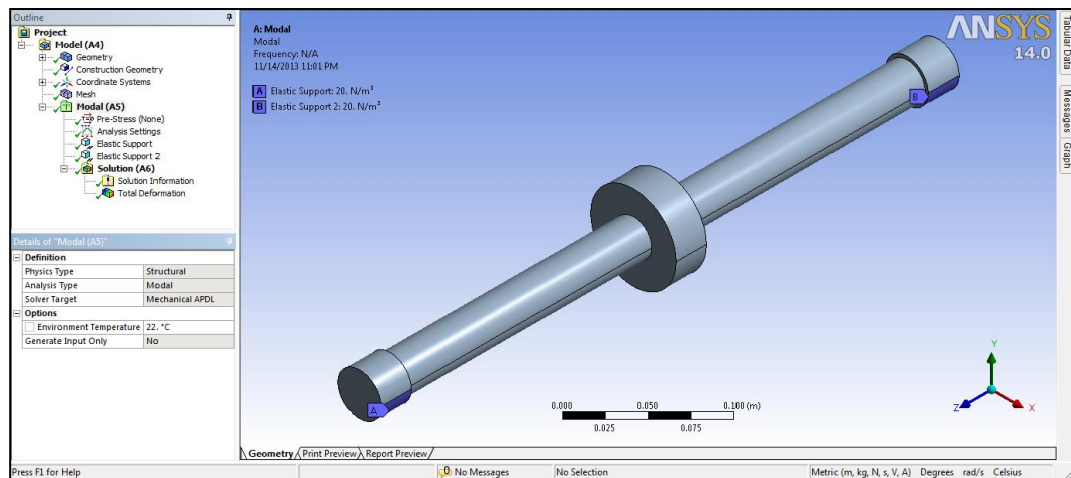 Outline
Project
Model (A4)
Geometry
Construction Geometry
Coordinate Systems
Mesh
Modal (A5)
Pre-Stress (None)
Analysis Settings
Elastic Support
Elastic Support 2
Solution (A6)
Solution Information
Total Deformation
Details of "Modal (A5)"
Definition
Physics Type Structural
Analysis Type Modal
Solver Target Mechanical APDL
Options
Environment Temperature 22. °C
Generate Input Only No
A: Modal
Modal
Frequency: N/A
11/14/2013 11:01 PM
A Elastic Support: 20. N/m³
B Elastic Support 2: 20. N/m³
ANSYS
14.0
B
A
0.000 0.050 0.100 (m)
0.025 0.075
Y
Z X
Geometry Print Preview Report Preview
Tabular Data
Messages
Graph
Press F1 for Help 0 No Messages No Selection Metric (m, kg, N, s, V, A) Degrees rad/s Celsius